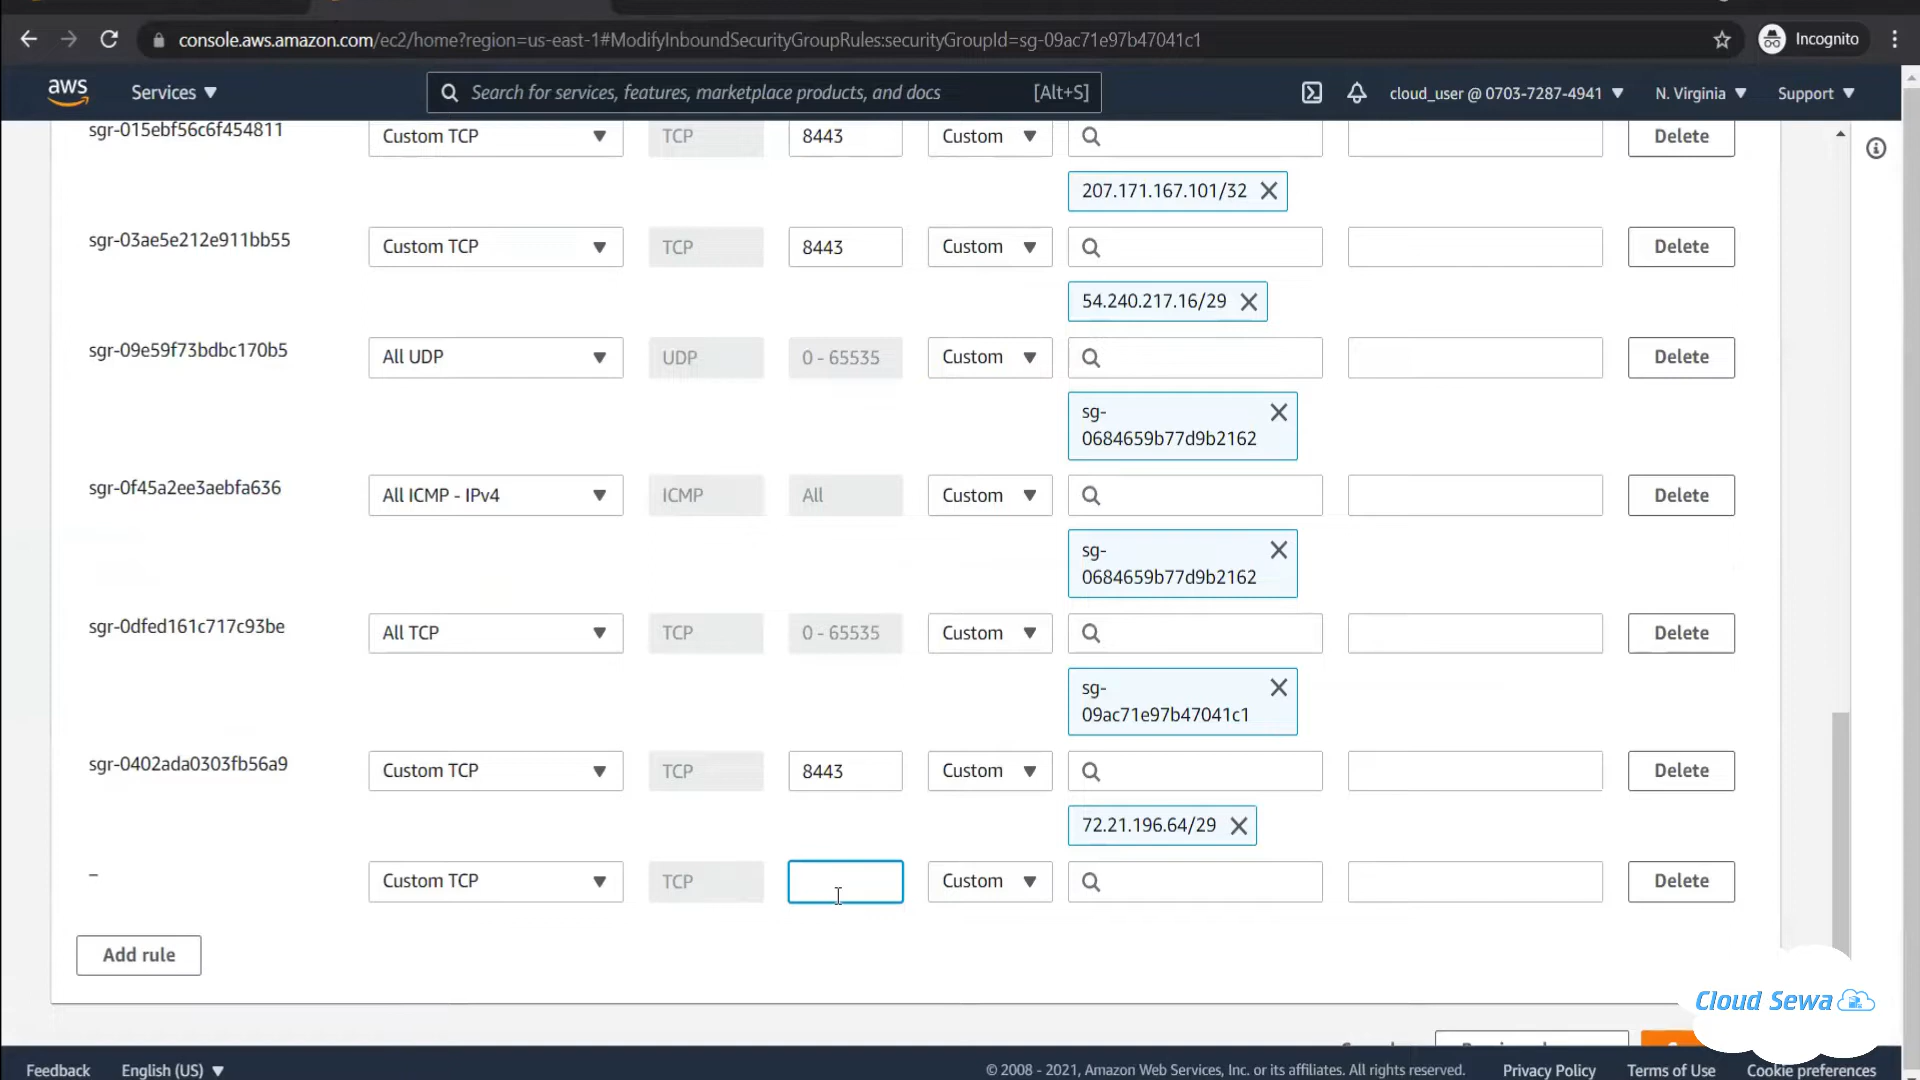 console.aws.amazon.com/ec2/home?region=us-east-1#ModifyInboundSecurityGroupRules:securityGroupId=sg-09ac71e97b47041c1
Incognito
aws
Services
Search for services, features, marketplace products, and docs
[Alt+S]
cloud_user @ 0703-7287-4941
N. Virginia
Support
sgr-015ebf56c6f454811
Custom TCP
TCP
8443
Custom
Delete
207.171.167.101/32
sgr-03ae5e212e911bb55
Custom TCP
TCP
8443
Custom
Delete
54.240.217.16/29
sgr-09e59f73bdbc170b5
All UDP
UDP
0 - 65535
Custom
Delete
sg-
0684659b77d9b2162
sgr-0f45a2ee3aebfa636
All ICMP - IPv4
ICMP
All
Custom
Delete
sg-
0684659b77d9b2162
sgr-0dfed161c717c93be
All TCP
TCP
0 - 65535
Custom
Delete
sg-
09ac71e97b47041c1
sgr-0402ada0303fb56a9
Custom TCP
TCP
8443
Custom
Delete
72.21.196.64/29
–
Custom TCP
TCP
Custom
Delete
Add rule
Cloud Sewa
Feedback
English (US)
© 2008 - 2021, Amazon Web Services, Inc. or its affiliates. All rights reserved.
Privacy Policy
Terms of Use
Cookie preferences